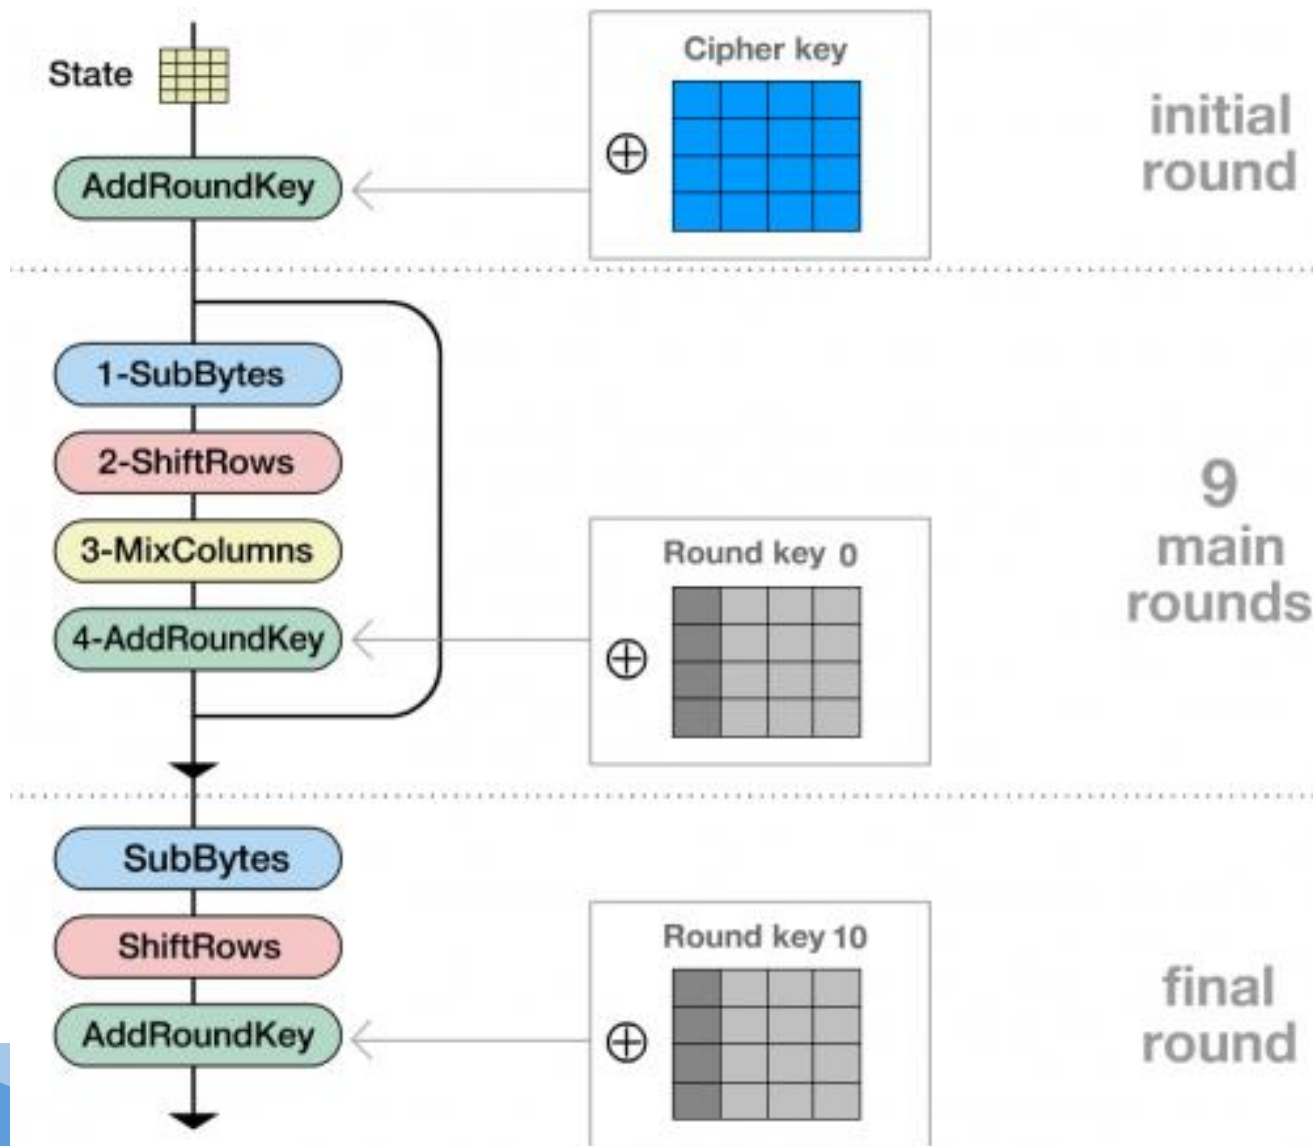 State
Cipher key
AddRoundKey
initial
round
1-SubBytes
2-ShiftRows
3-MixColumns
4-AddRoundKey
Round key 0
9
main
rounds
SubBytes
ShiftRows
AddRoundKey
Round key 10
final
round